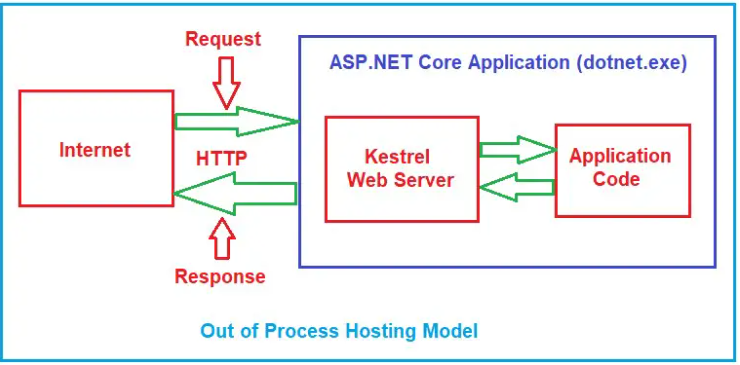 Request
ASP.NET Core Application (dotnet.exe)
Internet
HTTP
Kestrel
Web Server
Application
Code
Response
Out of Process Hosting Model